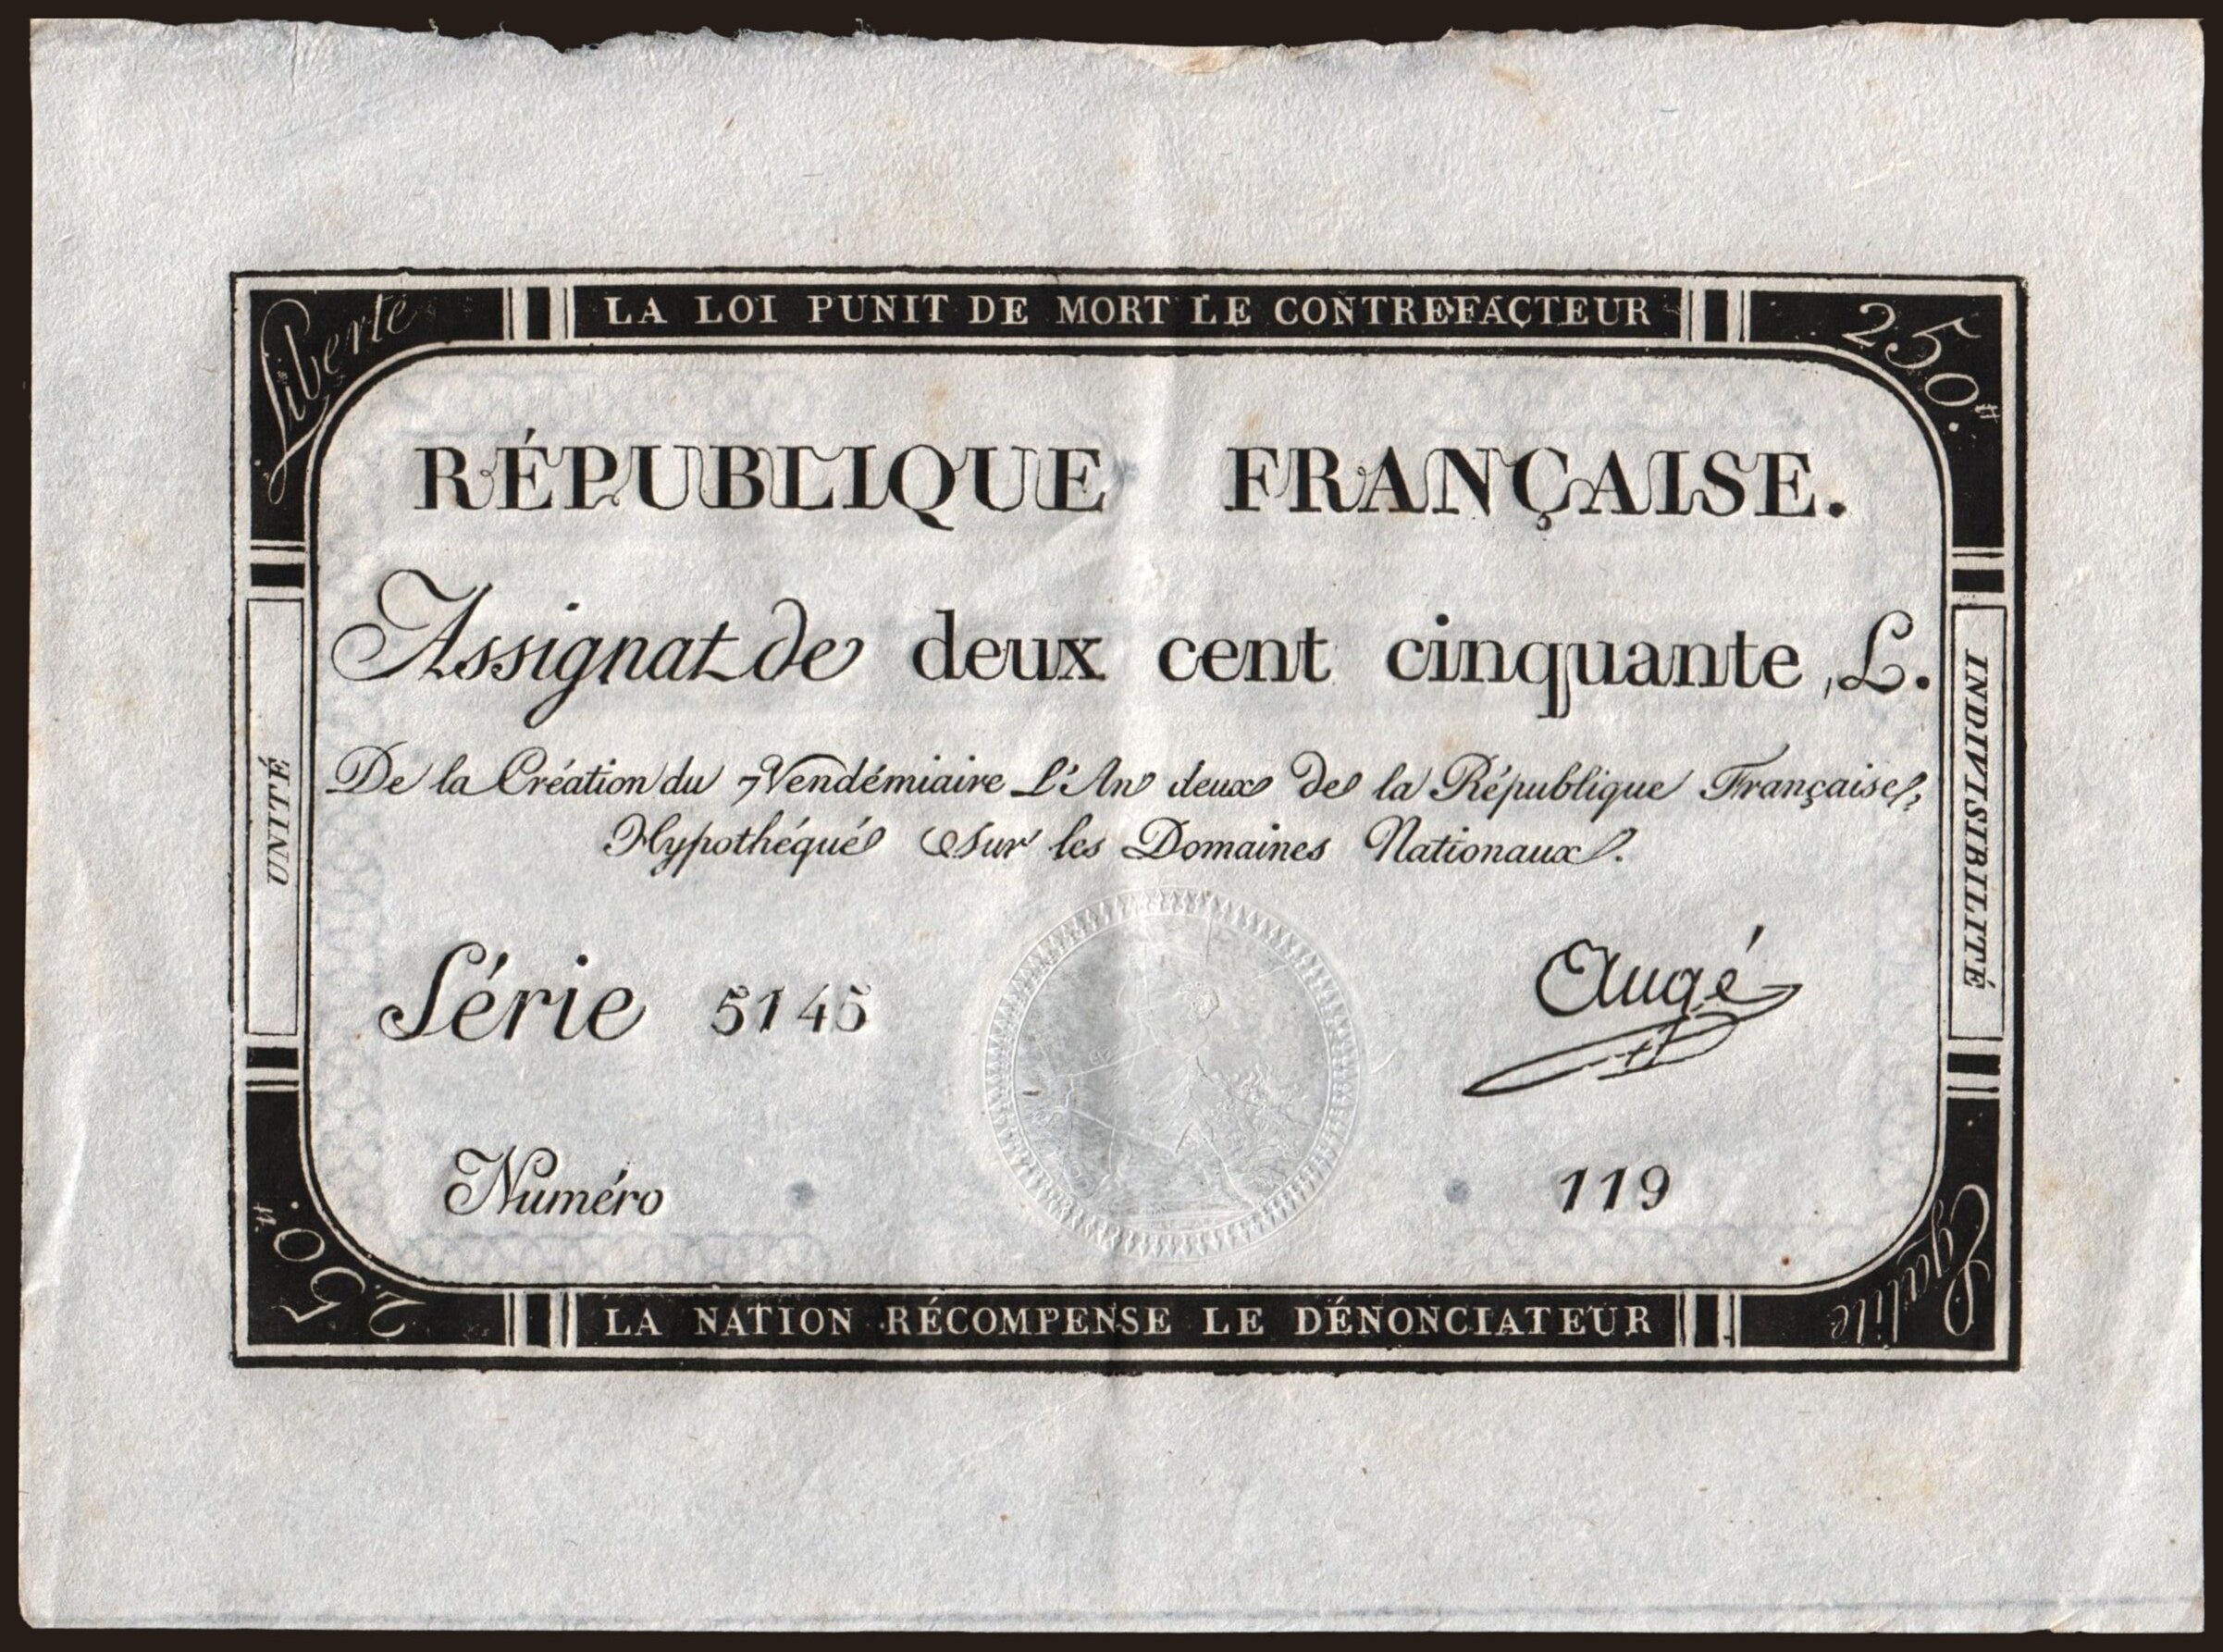 Liberté
LA LOI PUNIT DE MORT LE CONTREFACTEUR
250.
RÉPUBLIQUE FRANÇAISE.
Assignat de deux cent cinquante L.
De la Création du 7 Vendémiaire L'An deux de la République Française,
Hypothéqué Sur les Domaines Nationaux.
UNITÉ
INDIVISIBILITÉ
Série 5145
Augé
Numéro 119
250.
LA NATION RÉCOMPENSE LE DÉNONCIATEUR
Egalité